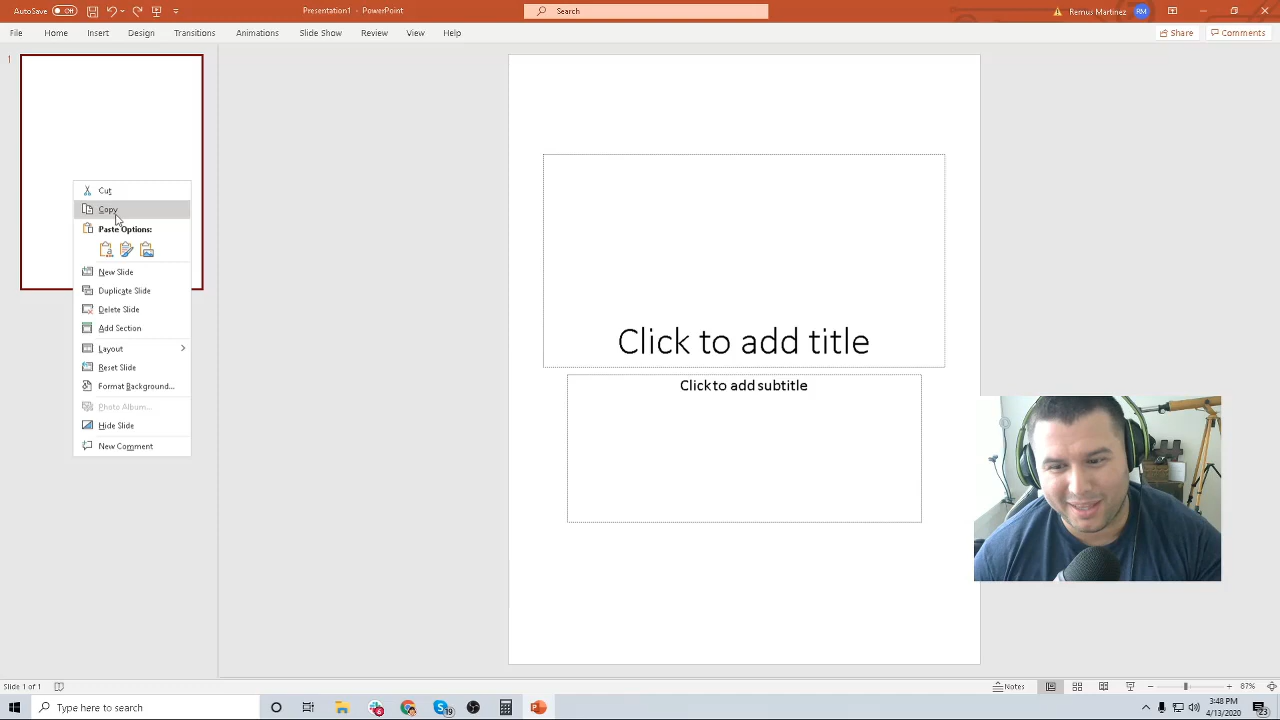 AutoSave Off Presentation1 - PowerPoint Search Remus Martinez RM
File Home Insert Design Transitions Animations Slide Show Review View Help Share Comments
1
Cut
Copy
Paste Options:
New Slide
Duplicate Slide
Delete Slide
Add Section
Layout
Reset Slide
Format Background...
Photo Album...
Hide Slide
New Comment
Click to add title
Click to add subtitle
Slide 1 of 1 Notes 87%
Type here to search 3:48 PM
4/13/2020